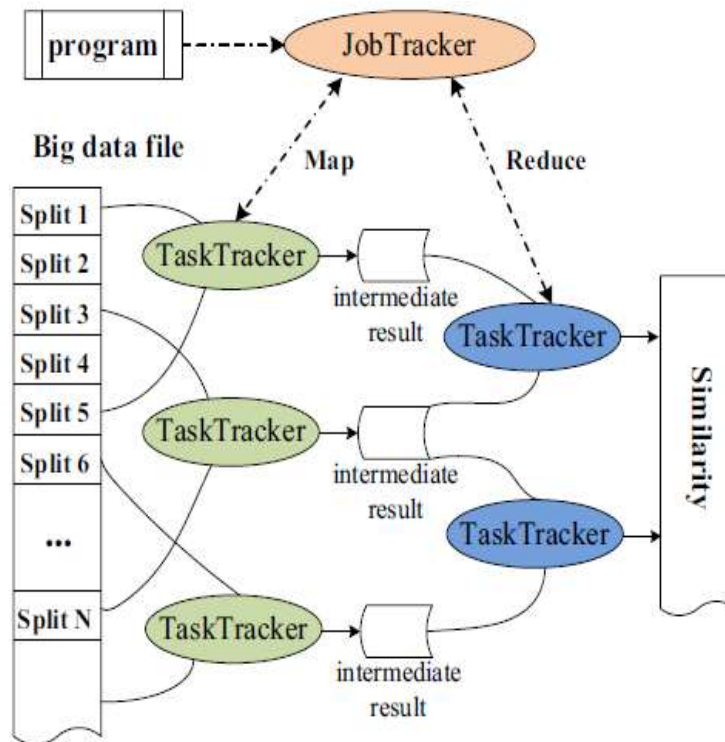 program
JobTracker
Big data file
Map
Reduce
Split 1
Split 2
Split 3
Split 4
Split 5
Split 6
...
Split N
TaskTracker
intermediate
result
TaskTracker
intermediate
result
TaskTracker
intermediate
result
TaskTracker
TaskTracker
Similarity